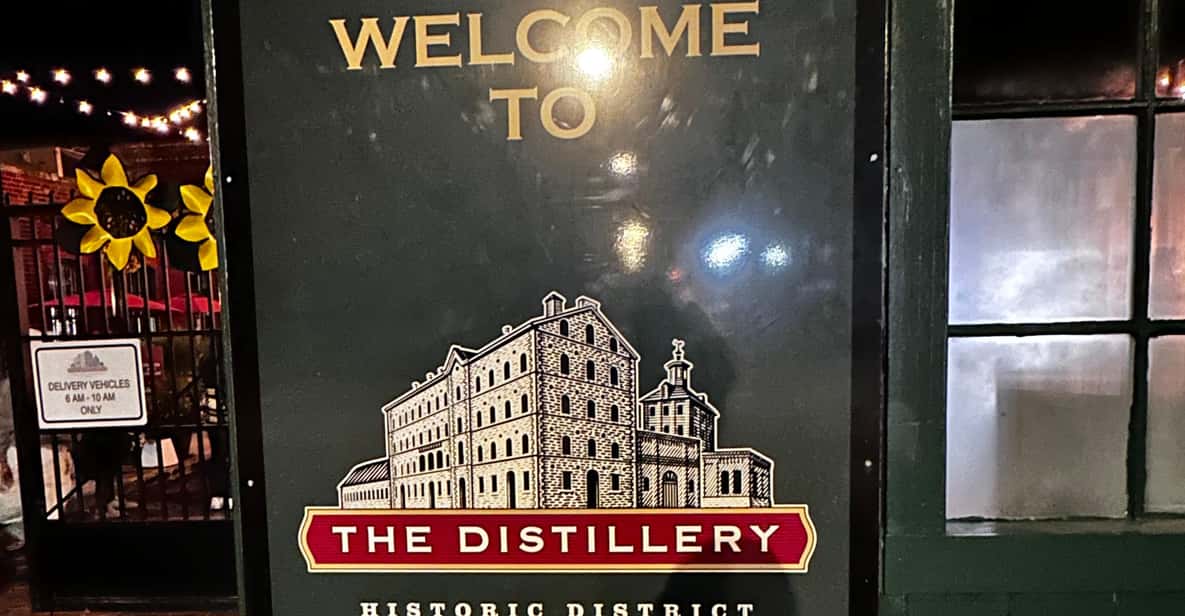 WELCOME
TO
DELIVERY VEHICLES
6 AM - 10 AM
ONLY
THE DISTILLERY
HISTORIC DISTRICT